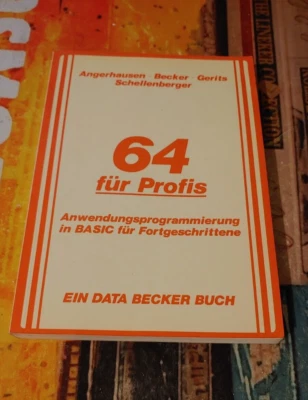 Angerhausen · Becker · Gerits
Schellenberger
64
für Profis
Anwendungsprogrammierung
in BASIC für Fortgeschrittene
EIN DATA BECKER BUCH